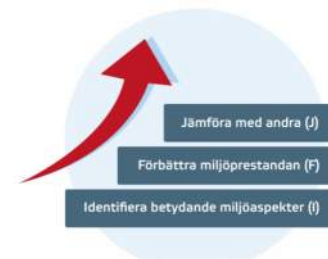 Jämföra med andra (J)
Förbättra miljöprestandan (F)
Identifiera betydande miljöaspekter (I)